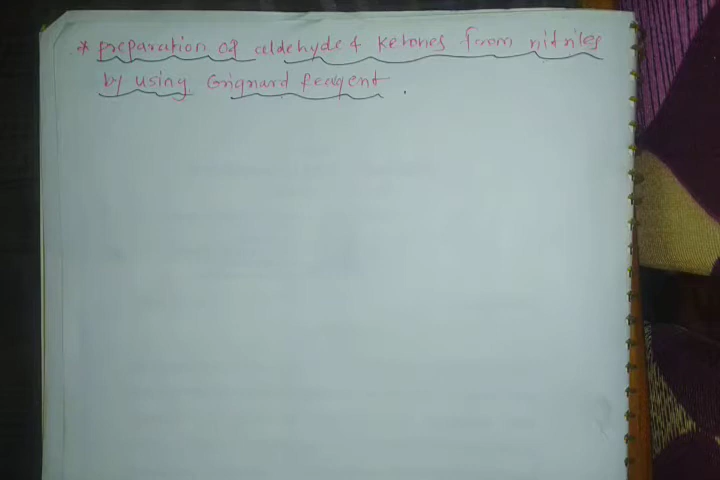 * preparation of aldehyde & Ketones from nitriles
by using Grignard Reagent.